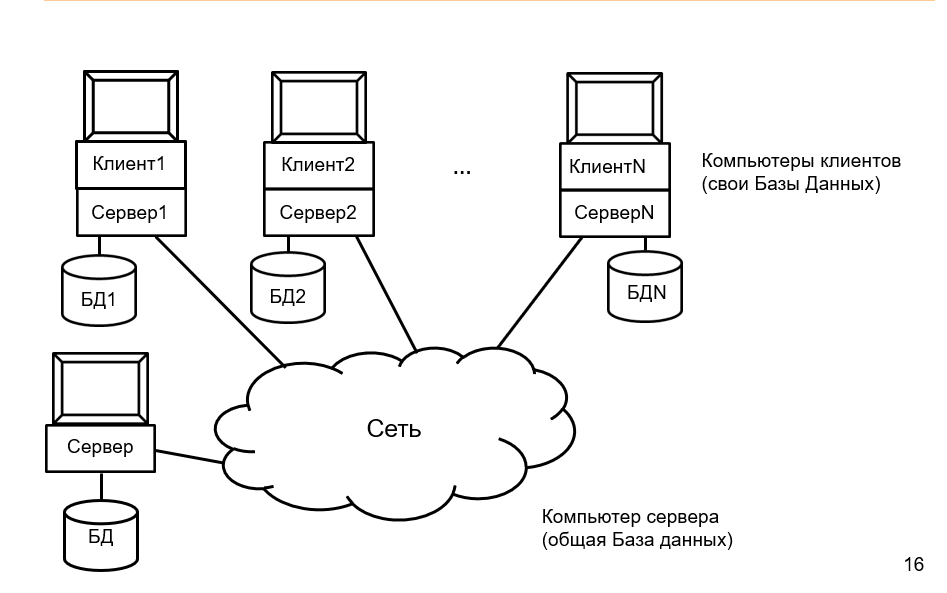 Клиент1
Клиент2
...
КлиентN
Компьютеры клиентов
(свои Базы Данных)
Сервер1
Сервер2
СерверN
БД1
БД2
БДN
Сеть
Сервер
БД
Компьютер сервера
(общая База данных)
16